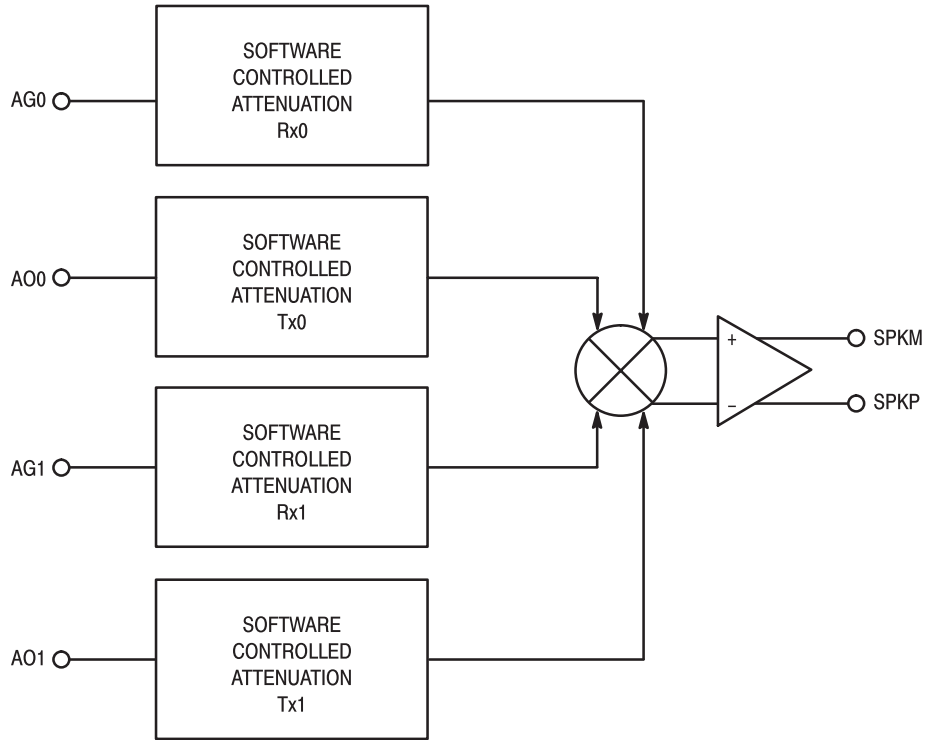 SOFTWARE
CONTROLLED
ATTENUATION
Rx0
AG0
SOFTWARE
CONTROLLED
ATTENUATION
Tx0
AO0
+
SPKM
−
SPKP
SOFTWARE
CONTROLLED
ATTENUATION
Rx1
AG1
SOFTWARE
CONTROLLED
ATTENUATION
Tx1
AO1